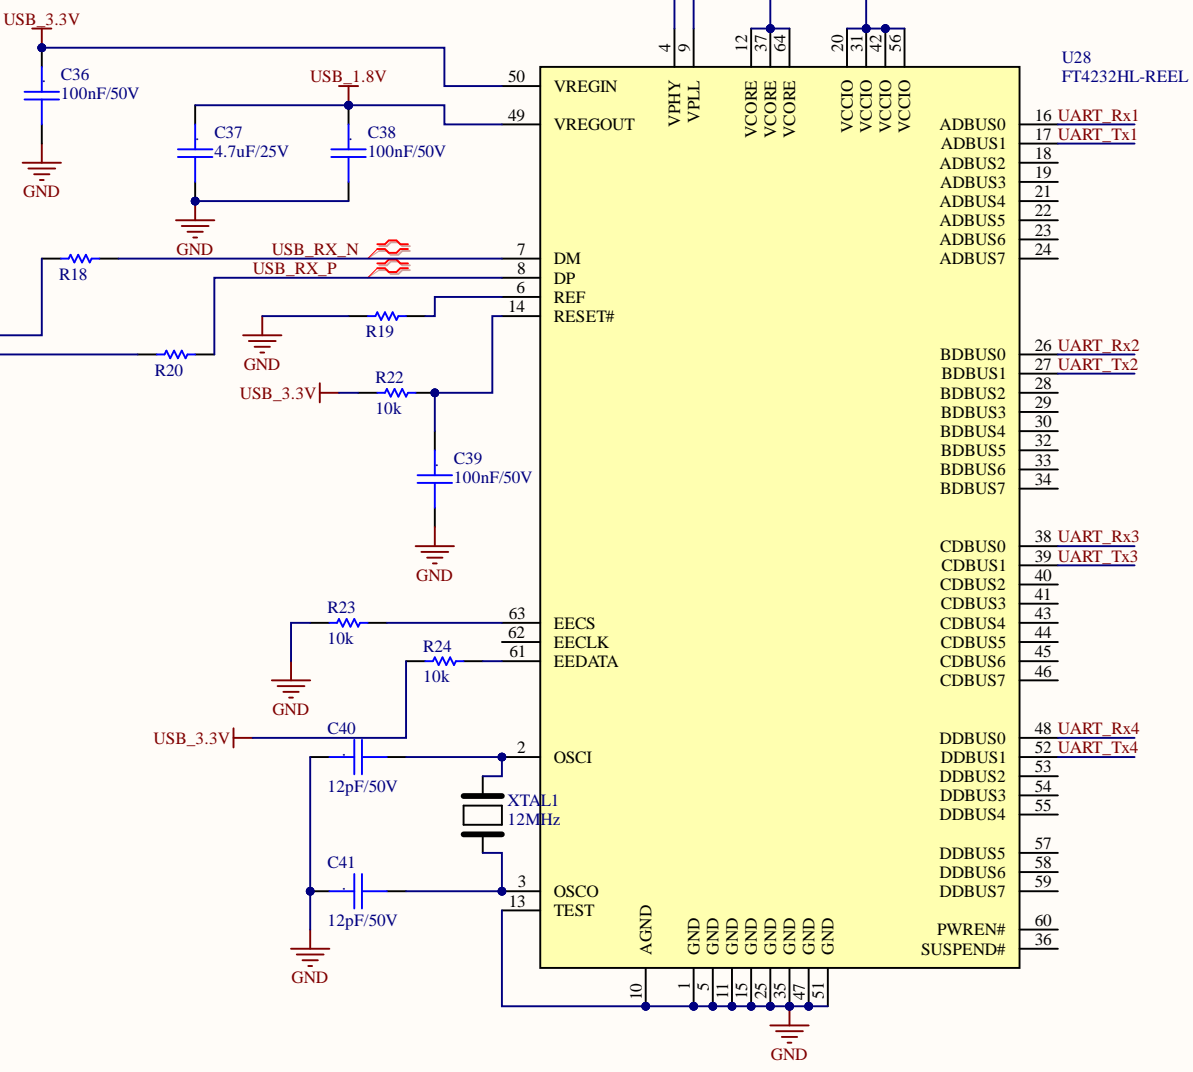 USB_3.3V
C36
100nF/50V
GND
USB_1.8V
C37
4.7uF/25V
C38
100nF/50V
GND
R18
USB_RX_N
USB_RX_P
R19
GND
R20
USB_3.3V
R22
10k
C39
100nF/50V
GND
R23
10k
GND
R24
10k
USB_3.3V
C40
12pF/50V
XTAL1
12MHz
C41
12pF/50V
GND
U28
FT4232HL-REEL
4 VPHY
9 VPLL
12 VCORE
37 VCORE
64 VCORE
20 VCCIO
31 VCCIO
42 VCCIO
56 VCCIO
50 VREGIN
49 VREGOUT
7 DM
8 DP
6 REF
14 RESET#
63 EECS
62 EECLK
61 EEDATA
2 OSCI
3 OSCO
13 TEST
ADBUS0 16 UART_Rx1
ADBUS1 17 UART_Tx1
ADBUS2 18
ADBUS3 19
ADBUS4 21
ADBUS5 22
ADBUS6 23
ADBUS7 24
BDBUS0 26 UART_Rx2
BDBUS1 27 UART_Tx2
BDBUS2 28
BDBUS3 29
BDBUS4 30
BDBUS5 32
BDBUS6 33
BDBUS7 34
CDBUS0 38 UART_Rx3
CDBUS1 39 UART_Tx3
CDBUS2 40
CDBUS3 41
CDBUS4 43
CDBUS5 44
CDBUS6 45
CDBUS7 46
DDBUS0 48 UART_Rx4
DDBUS1 52 UART_Tx4
DDBUS2 53
DDBUS3 54
DDBUS4 55
DDBUS5 57
DDBUS6 58
DDBUS7 59
PWREN# 60
SUSPEND# 36
AGND 10
GND 1
GND 5
GND 11
GND 15
GND 25
GND 35
GND 47
GND 51
GND